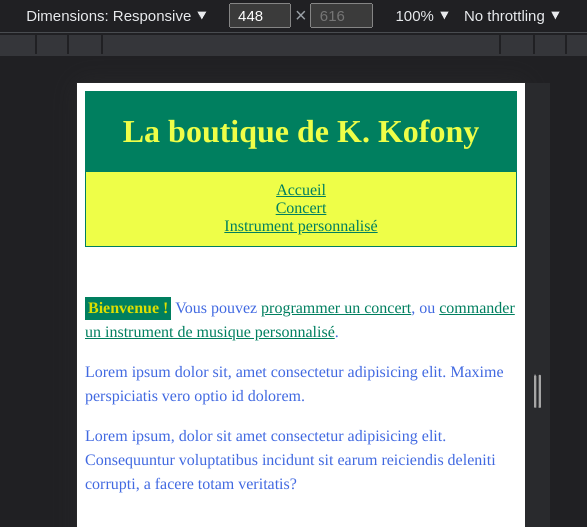 Dimensions: Responsive ▼ 448 × 616 100% ▼ No throttling ▼
La boutique de K. Kofony
Accueil
Concert
Instrument personnalisé
Bienvenue ! Vous pouvez programmer un concert, ou commander
un instrument de musique personnalisé.
Lorem ipsum dolor sit, amet consectetur adipisicing elit. Maxime
perspiciatis vero optio id dolorem.
Lorem ipsum, dolor sit amet consectetur adipisicing elit.
Consequuntur voluptatibus incidunt sit earum reiciendis deleniti
corrupti, a facere totam veritatis?